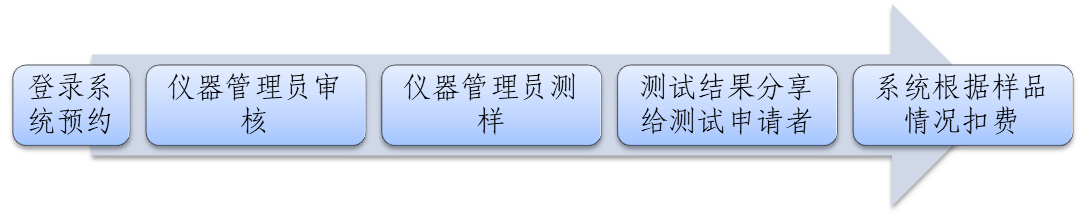 登录系
统预约
仪器管理员审
核
仪器管理员测
样
测试结果分享
给测试申请者
系统根据样品
情况扣费